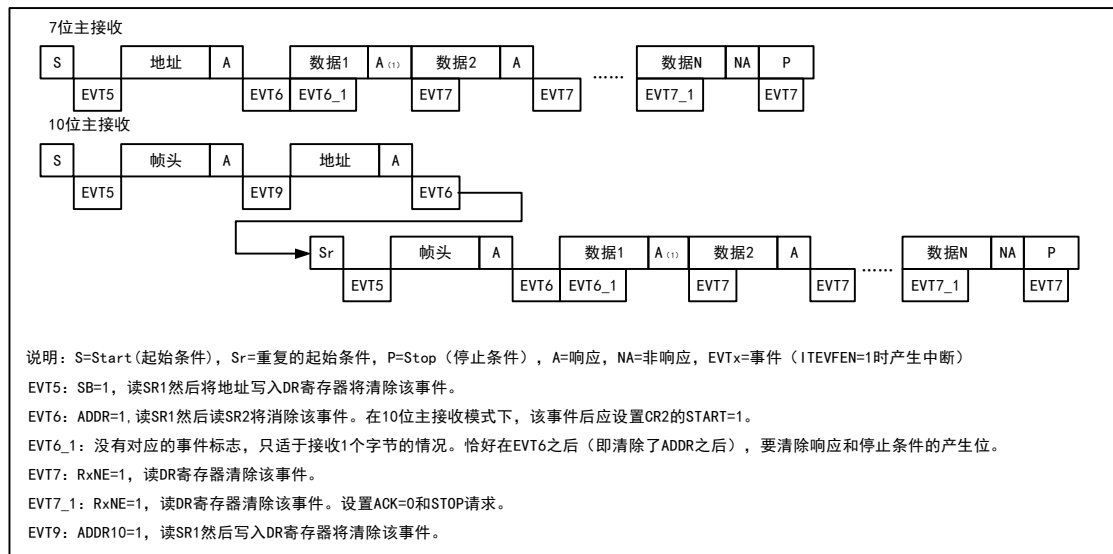 7位主接收
S 地址 A 数据1 A(1) 数据2 A …… 数据N NA P
EVT5 EVT6 EVT6_1 EVT7 EVT7 EVT7_1 EVT7
10位主接收
S 帧头 A 地址 A
EVT5 EVT9 EVT6
Sr 帧头 A 数据1 A(1) 数据2 A …… 数据N NA P
EVT5 EVT6 EVT6_1 EVT7 EVT7 EVT7_1 EVT7
说明：S=Start(起始条件)，Sr=重复的起始条件，P=Stop（停止条件），A=响应，NA=非响应，EVTx=事件（ITEVFEN=1时产生中断）
EVT5：SB=1，读SR1然后将地址写入DR寄存器将清除该事件。
EVT6：ADDR=1,读SR1然后读SR2将消除该事件。在10位主接收模式下，该事件后应设置CR2的START=1。
EVT6_1：没有对应的事件标志，只适于接收1个字节的情况。恰好在EVT6之后（即清除了ADDR之后），要清除响应和停止条件的产生位。
EVT7：RxNE=1，读DR寄存器清除该事件。
EVT7_1：RxNE=1，读DR寄存器清除该事件。设置ACK=0和STOP请求。
EVT9：ADDR10=1，读SR1然后写入DR寄存器将清除该事件。